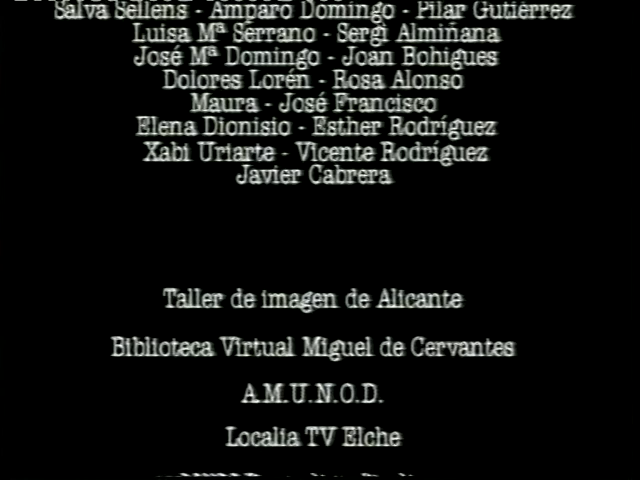 Salva Sellens - Amparo Domingo - Pilar Gutiérrez
Luisa Mª Serrano - Sergi Almiñana
José Mª Domingo - Joan Bohigues
Dolores Lorén - Rosa Alonso
Maura - José Francisco
Elena Dionisio - Esther Rodríguez
Xabi Uriarte - Vicente Rodríguez
Javier Cabrera
Taller de imagen de Alicante
Biblioteca Virtual Miguel de Cervantes
A.M.U.N.O.D.
Localia TV Elche